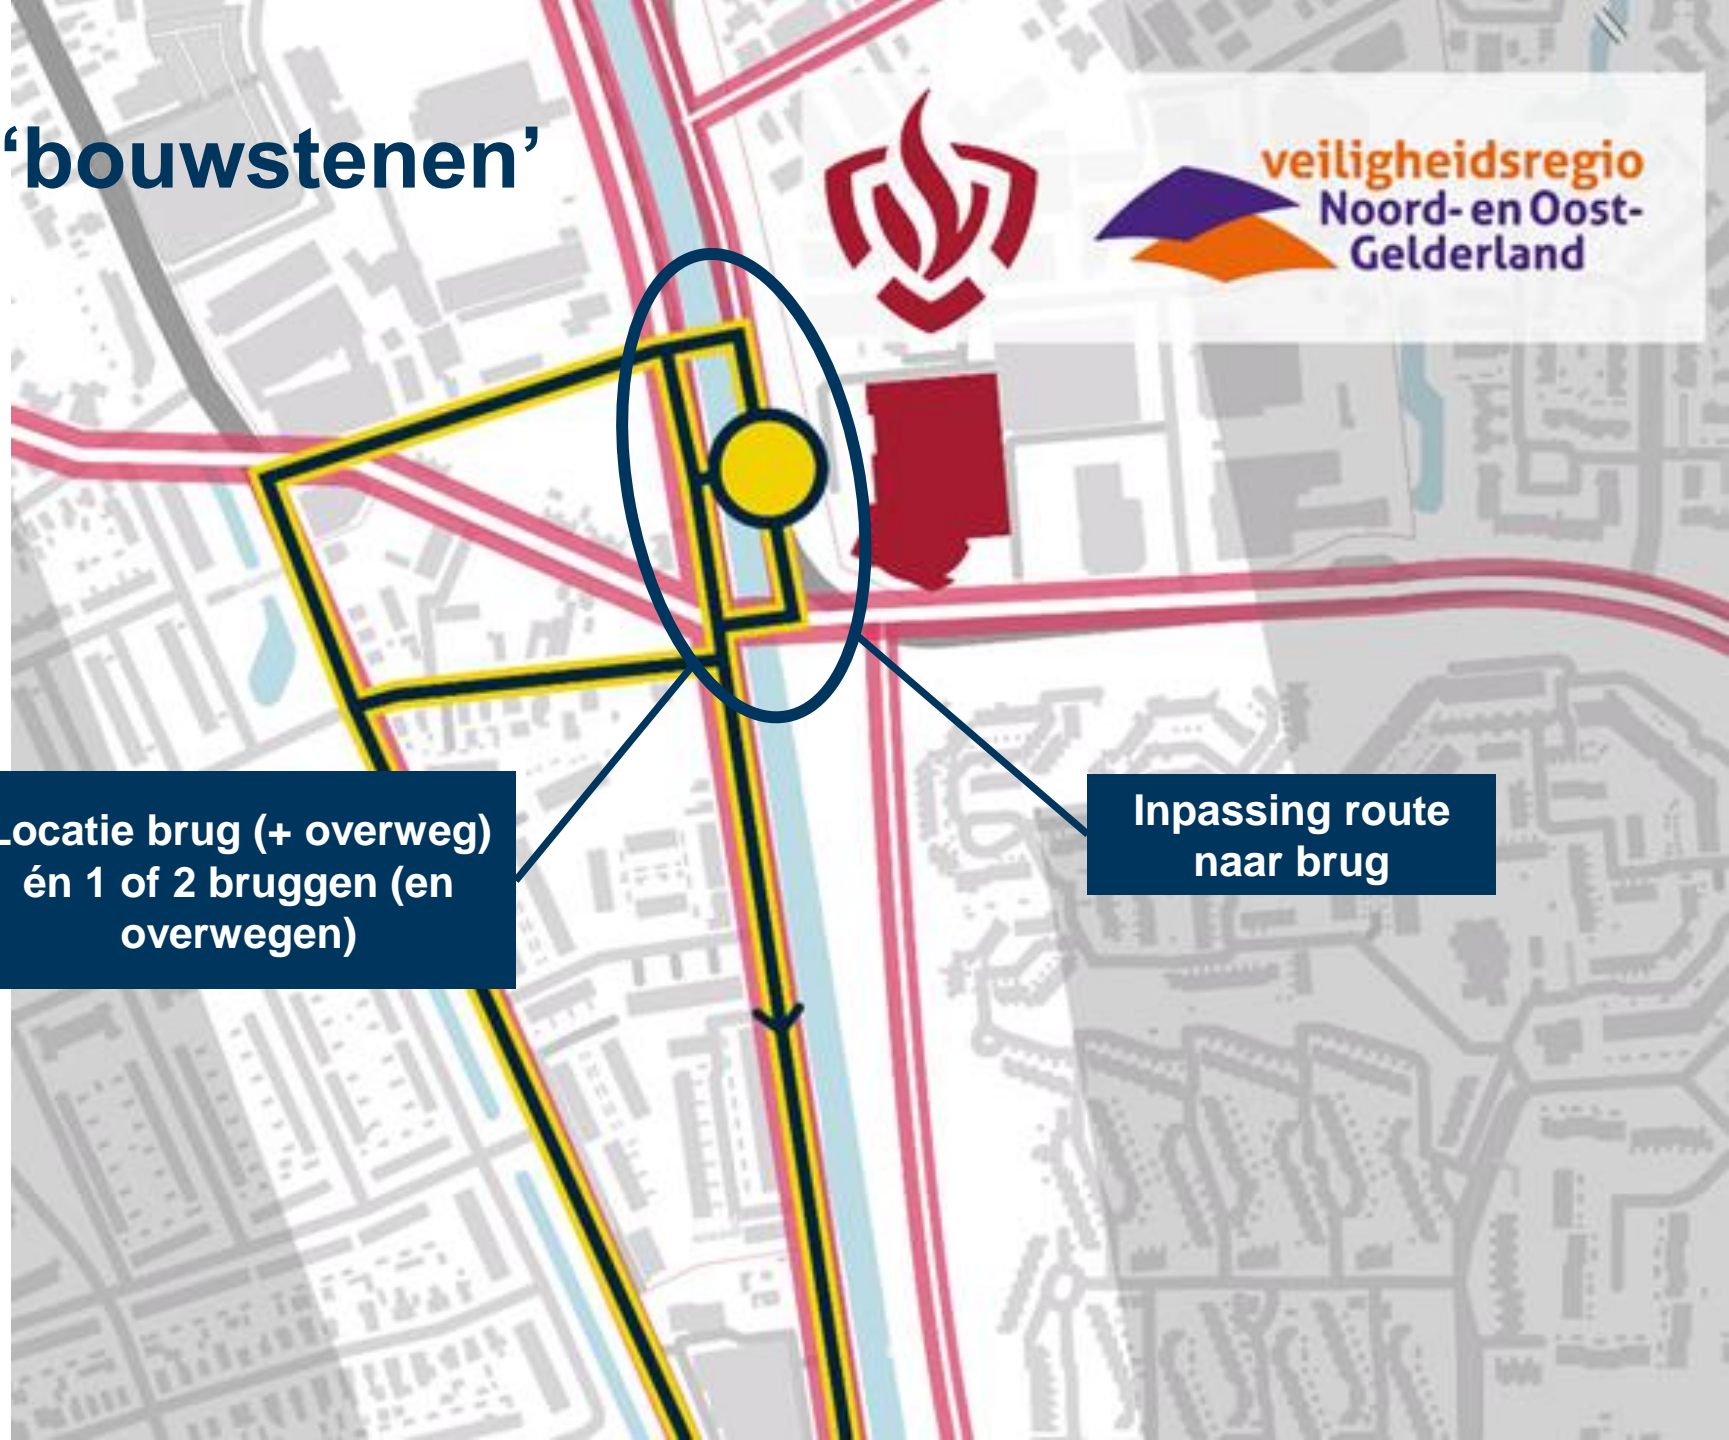 ‘bouwstenen’
veiligheidsregio
Noord- en Oost-
Gelderland
Locatie brug (+ overweg)
én 1 of 2 bruggen (en
overwegen)
Inpassing route
naar brug